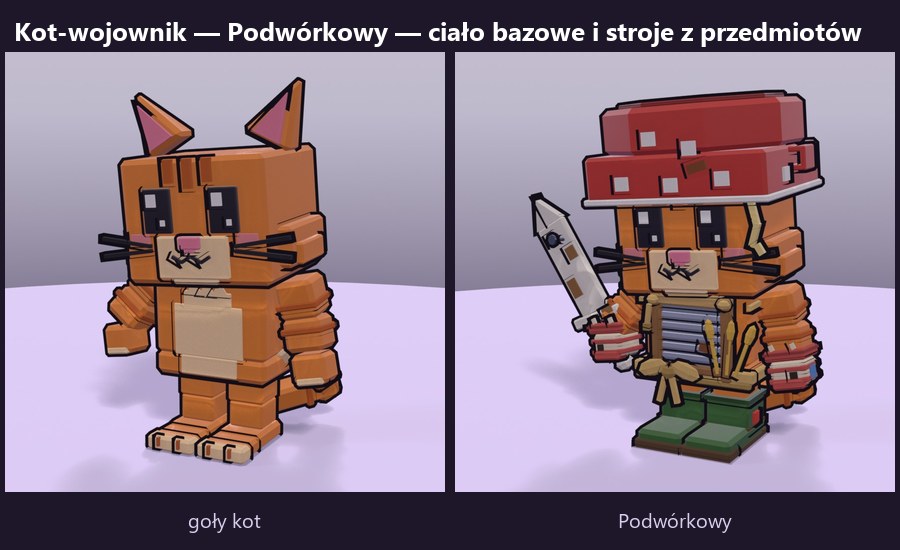 Kot-wojownik — Podwórkowy — ciało bazowe i stroje z przedmiotów
goły kot
Podwórkowy